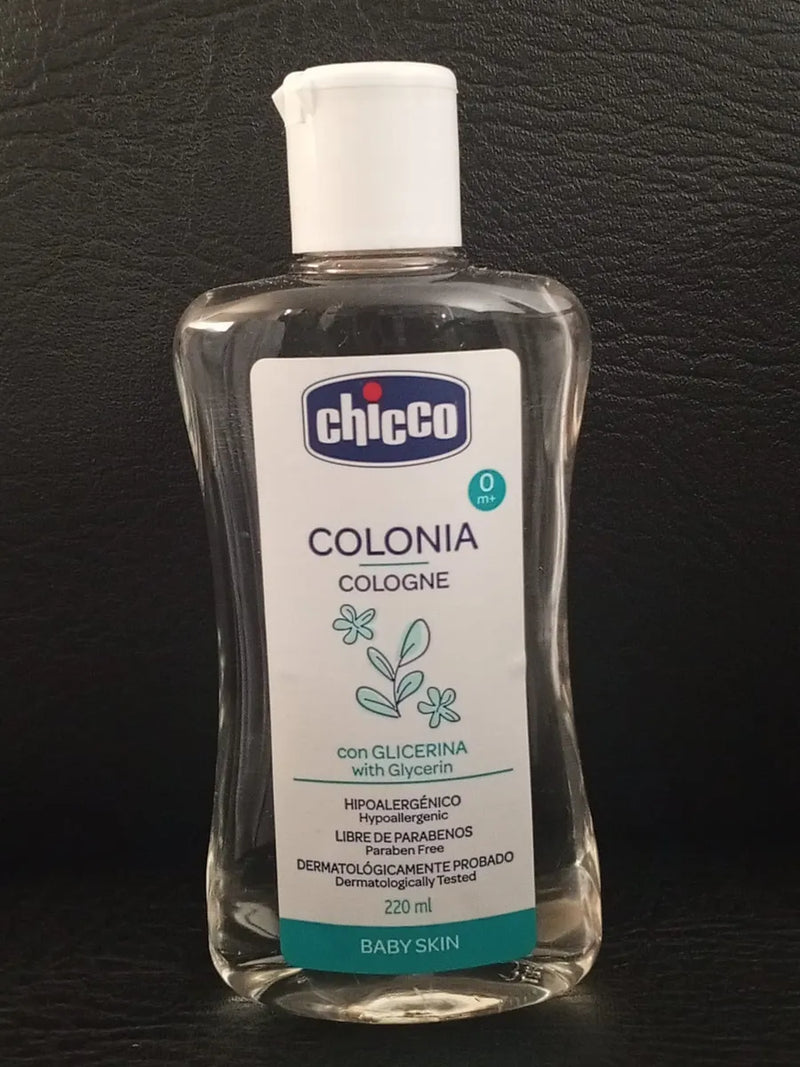 chicco
0
m+
COLONIA
COLOGNE
con GLICERINA
with Glycerin
HIPOALERGÉNICO
Hypoallergenic
LIBRE DE PARABENOS
Paraben Free
DERMATOLÓGICAMENTE PROBADO
Dermatologically Tested
220 ml
BABY SKIN